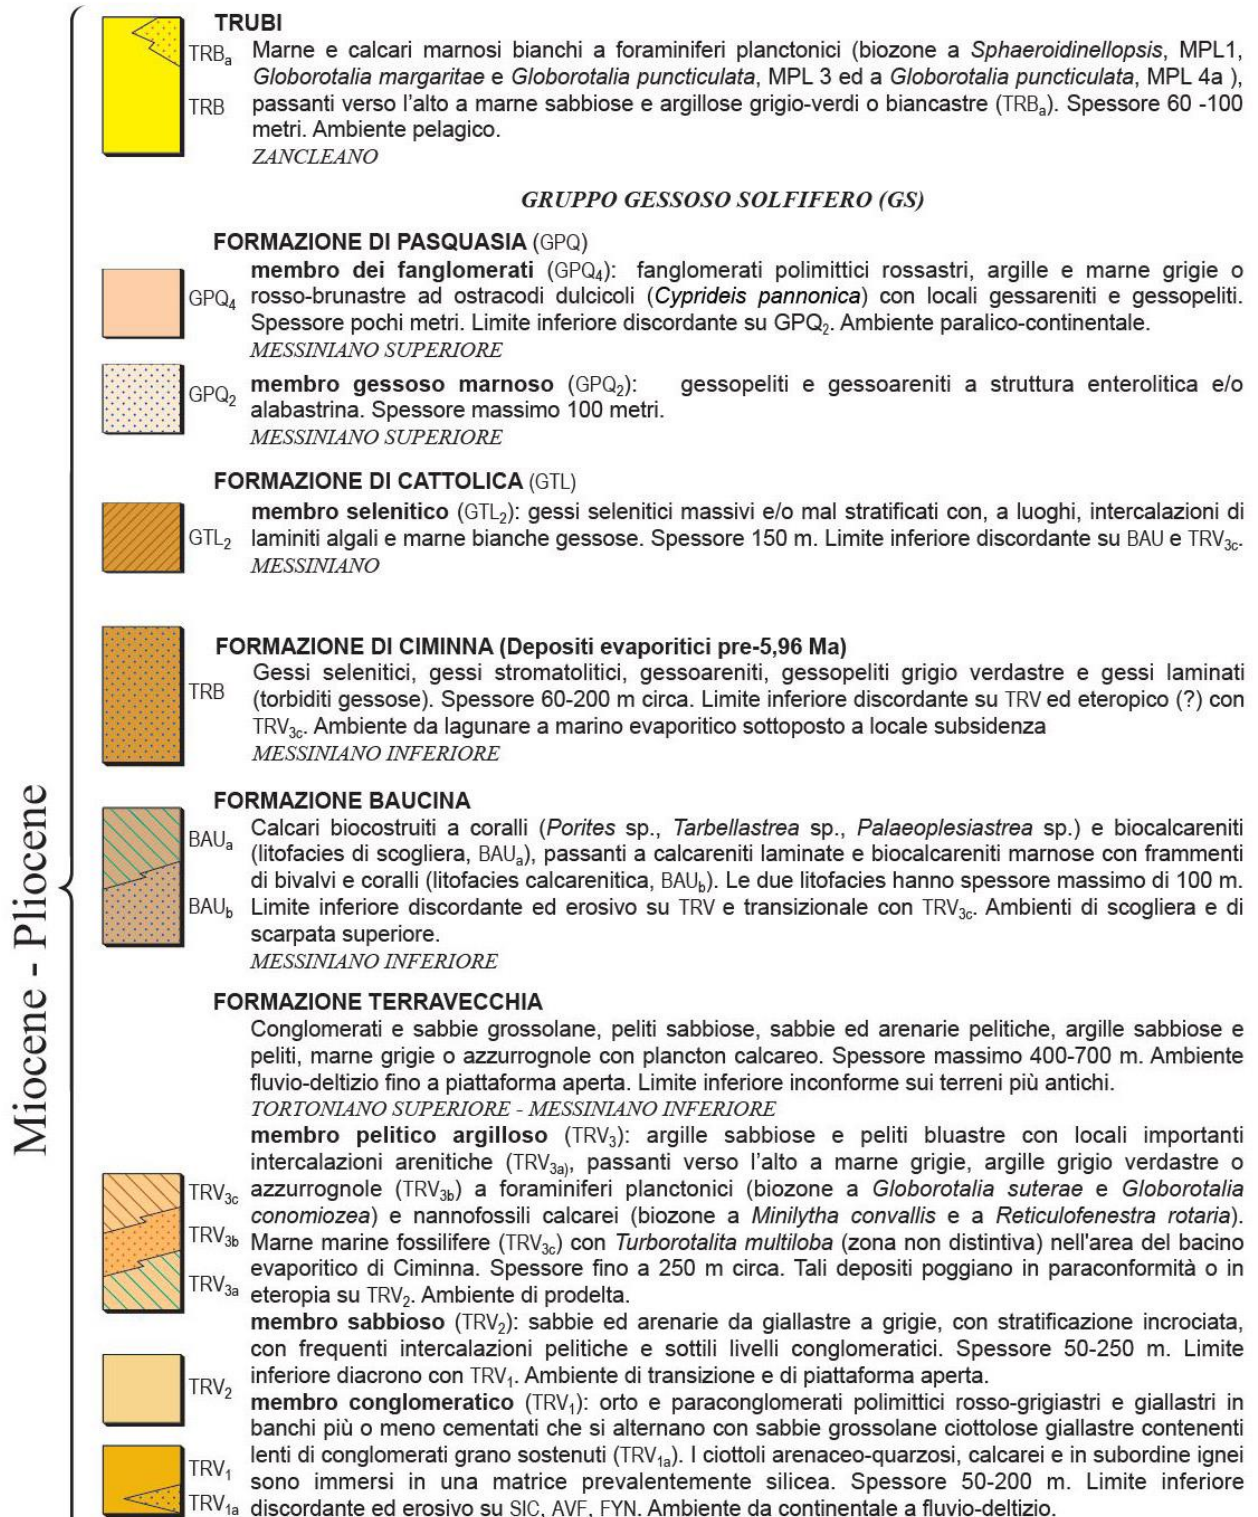 TRUBI
TRBa Marne e calcari marnosi bianchi a foraminiferi planctonici (biozone a Sphaeroidinellopsis, MPL1,
Globorotalia margaritae e Globorotalia puncticulata, MPL 3 ed a Globorotalia puncticulata, MPL 4a ),
TRB passanti verso l'alto a marne sabbiose e argillose grigio-verdi o biancastre (TRBa). Spessore 60 -100
metri. Ambiente pelagico.
ZANCLEANO
GRUPPO GESSOSO SOLFIFERO (GS)
FORMAZIONE DI PASQUASIA (GPQ)
membro dei fanglomerati (GPQ4): fanglomerati polimittici rossastri, argille e marne grigie o
GPQ4 rosso-brunastre ad ostracodi dulcicoli (Cyprideis pannonica) con locali gessareniti e gessopeliti.
Spessore pochi metri. Limite inferiore discordante su GPQ2. Ambiente paralico-continentale.
MESSINIANO SUPERIORE
GPQ2 membro gessoso marnoso (GPQ2): gessopeliti e gessoareniti a struttura enterolitica e/o
alabastrina. Spessore massimo 100 metri.
MESSINIANO SUPERIORE
FORMAZIONE DI CATTOLICA (GTL)
membro selenitico (GTL2): gessi selenitici massivi e/o mal stratificati con, a luoghi, intercalazioni di
GTL2 laminiti algali e marne bianche gessose. Spessore 150 m. Limite inferiore discordante su BAU e TRV3c.
MESSINIANO
FORMAZIONE DI CIMINNA (Depositi evaporitici pre-5,96 Ma)
Gessi selenitici, gessi stromatolitici, gessoareniti, gessopeliti grigio verdastre e gessi laminati
TRB (torbiditi gessose). Spessore 60-200 m circa. Limite inferiore discordante su TRV ed eteropico (?) con
TRV3c. Ambiente da lagunare a marino evaporitico sottoposto a locale subsidenza
MESSINIANO INFERIORE
FORMAZIONE BAUCINA
BAUa Calcari biocostruiti a coralli (Porites sp., Tarbellastrea sp., Palaeoplesiastrea sp.) e biocalcareniti
(litofacies di scogliera, BAUa), passanti a calcareniti laminate e biocalcareniti marnose con frammenti
di bivalvi e coralli (litofacies calcarenitica, BAUb). Le due litofacies hanno spessore massimo di 100 m.
BAUb Limite inferiore discordante ed erosivo su TRV e transizionale con TRV3c. Ambienti di scogliera e di
scarpata superiore.
MESSINIANO INFERIORE
Miocene - Pliocene
FORMAZIONE TERRAVECCHIA
Conglomerati e sabbie grossolane, peliti sabbiose, sabbie ed arenarie pelitiche, argille sabbiose e
peliti, marne grigie o azzurrognole con plancton calcareo. Spessore massimo 400-700 m. Ambiente
fluvio-deltizio fino a piattaforma aperta. Limite inferiore inconforme sui terreni più antichi.
TORTONIANO SUPERIORE - MESSINIANO INFERIORE
membro pelitico argilloso (TRV3): argille sabbiose e peliti bluastre con locali importanti
intercalazioni arenitiche (TRV3a), passanti verso l'alto a marne grigie, argille grigio verdastre o
TRV3c azzurrognole (TRV3b) a foraminiferi planctonici (biozone a Globorotalia suterae e Globorotalia
conomiozea) e nannofossili calcarei (biozone a Minilytha convallis e a Reticulofenestra rotaria).
TRV3b Marne marine fossilifere (TRV3c) con Turborotalita multiloba (zona non distintiva) nell'area del bacino
evaporitico di Ciminna. Spessore fino a 250 m circa. Tali depositi poggiano in paraconformità o in
TRV3a eteropia su TRV2. Ambiente di prodelta.
membro sabbioso (TRV2): sabbie ed arenarie da giallastre a grigie, con stratificazione incrociata,
con frequenti intercalazioni pelitiche e sottili livelli conglomeratici. Spessore 50-250 m. Limite
TRV2 inferiore diacrono con TRV1. Ambiente di transizione e di piattaforma aperta.
membro conglomeratico (TRV1): orto e paraconglomerati polimittici rosso-grigiastri e giallastri in
banchi più o meno cementati che si alternano con sabbie grossolane ciottolose giallastre contenenti
lenti di conglomerati grano sostenuti (TRV1a). I ciottoli arenaceo-quarzosi, calcarei e in subordine ignei
TRV1 sono immersi in una matrice prevalentemente silicea. Spessore 50-200 m. Limite inferiore
TRV1a discordante ed erosivo su SIC, AVF, FYN. Ambiente da continentale a fluvio-deltizio.